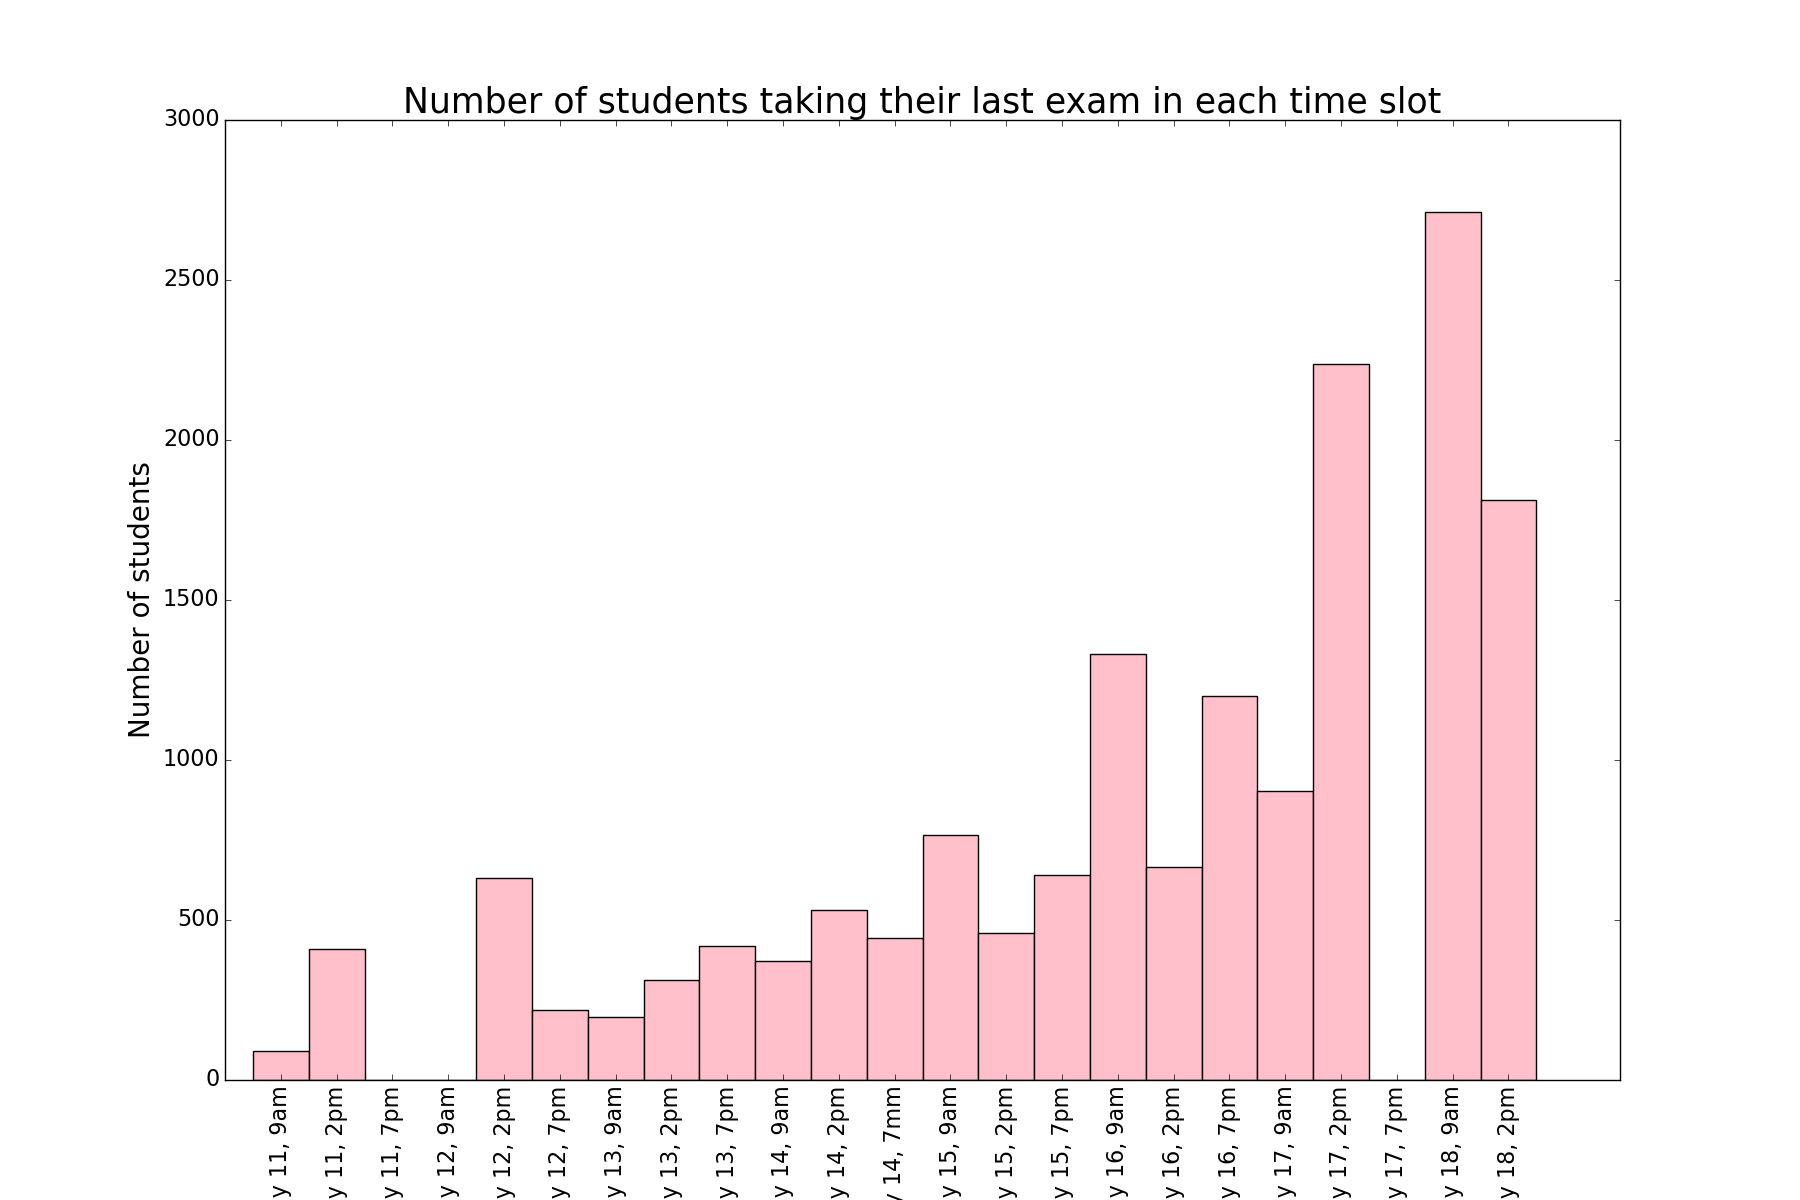 Number of students taking their last exam in each time slot
Number of students
3000
2500
2000
1500
1000
500
0
y 11, 9am
y 11, 2pm
y 11, 7pm
y 12, 9am
y 12, 2pm
y 12, 7pm
y 13, 9am
y 13, 2pm
y 13, 7pm
y 14, 9am
y 14, 2pm
y 14, 7mm
y 15, 9am
y 15, 2pm
y 15, 7pm
y 16, 9am
y 16, 2pm
y 16, 7pm
y 17, 9am
y 17, 2pm
y 17, 7pm
y 18, 9am
y 18, 2pm